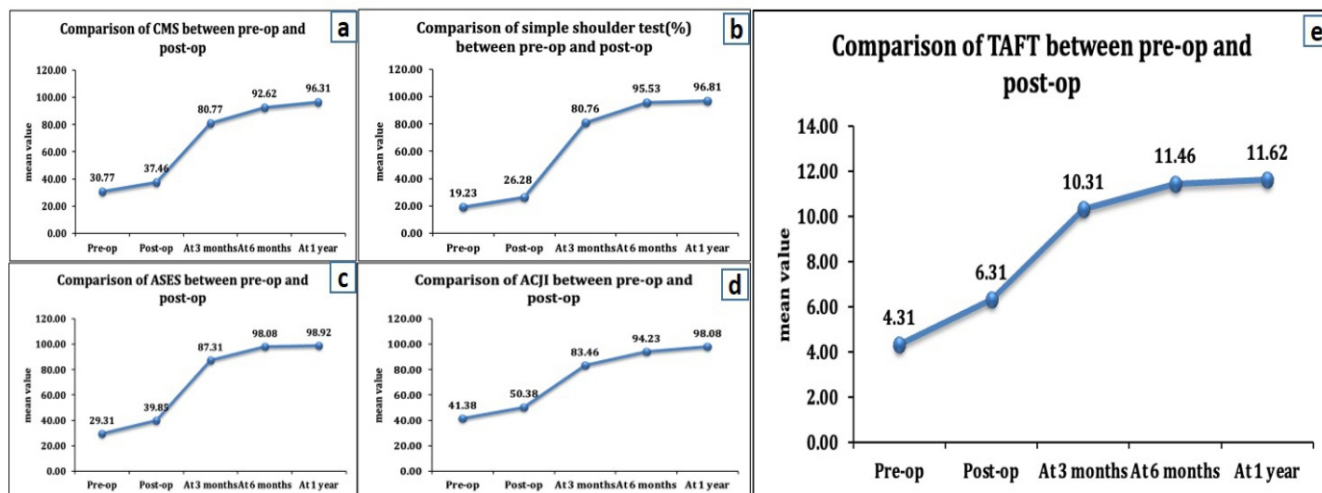 Comparison of CMS between pre-op and
post-op
a
120.00
100.00
80.00
60.00
40.00
20.00
0.00
mean value
30.77
37.46
80.77
92.62
96.31
Pre-op Post-op At 3 months At 6 months At 1 year
Comparison of simple shoulder test(%)
between pre-op and post-op
b
120.00
100.00
80.00
60.00
40.00
20.00
0.00
mean value
19.23
26.28
80.76
95.53
96.81
Pre-op Post-op At 3 months At 6 months At 1 year
Comparison of ASES between pre-op and
post-op
c
120.00
100.00
80.00
60.00
40.00
20.00
0.00
mean value
29.31
39.85
87.31
98.08
98.92
Pre-op Post-op At 3 months At 6 months At 1 year
Comparison of ACJI between pre-op and
post-op
d
120.00
100.00
80.00
60.00
40.00
20.00
0.00
mean value
41.38
50.38
83.46
94.23
98.08
Pre-op Post-op At 3 months At 6 months At 1 year
Comparison of TAFT between pre-op and
post-op
e
14.00
12.00
10.00
8.00
6.00
4.00
2.00
0.00
mean value
4.31
6.31
10.31
11.46
11.62
Pre-op Post-op At 3 months At 6 months At 1 year